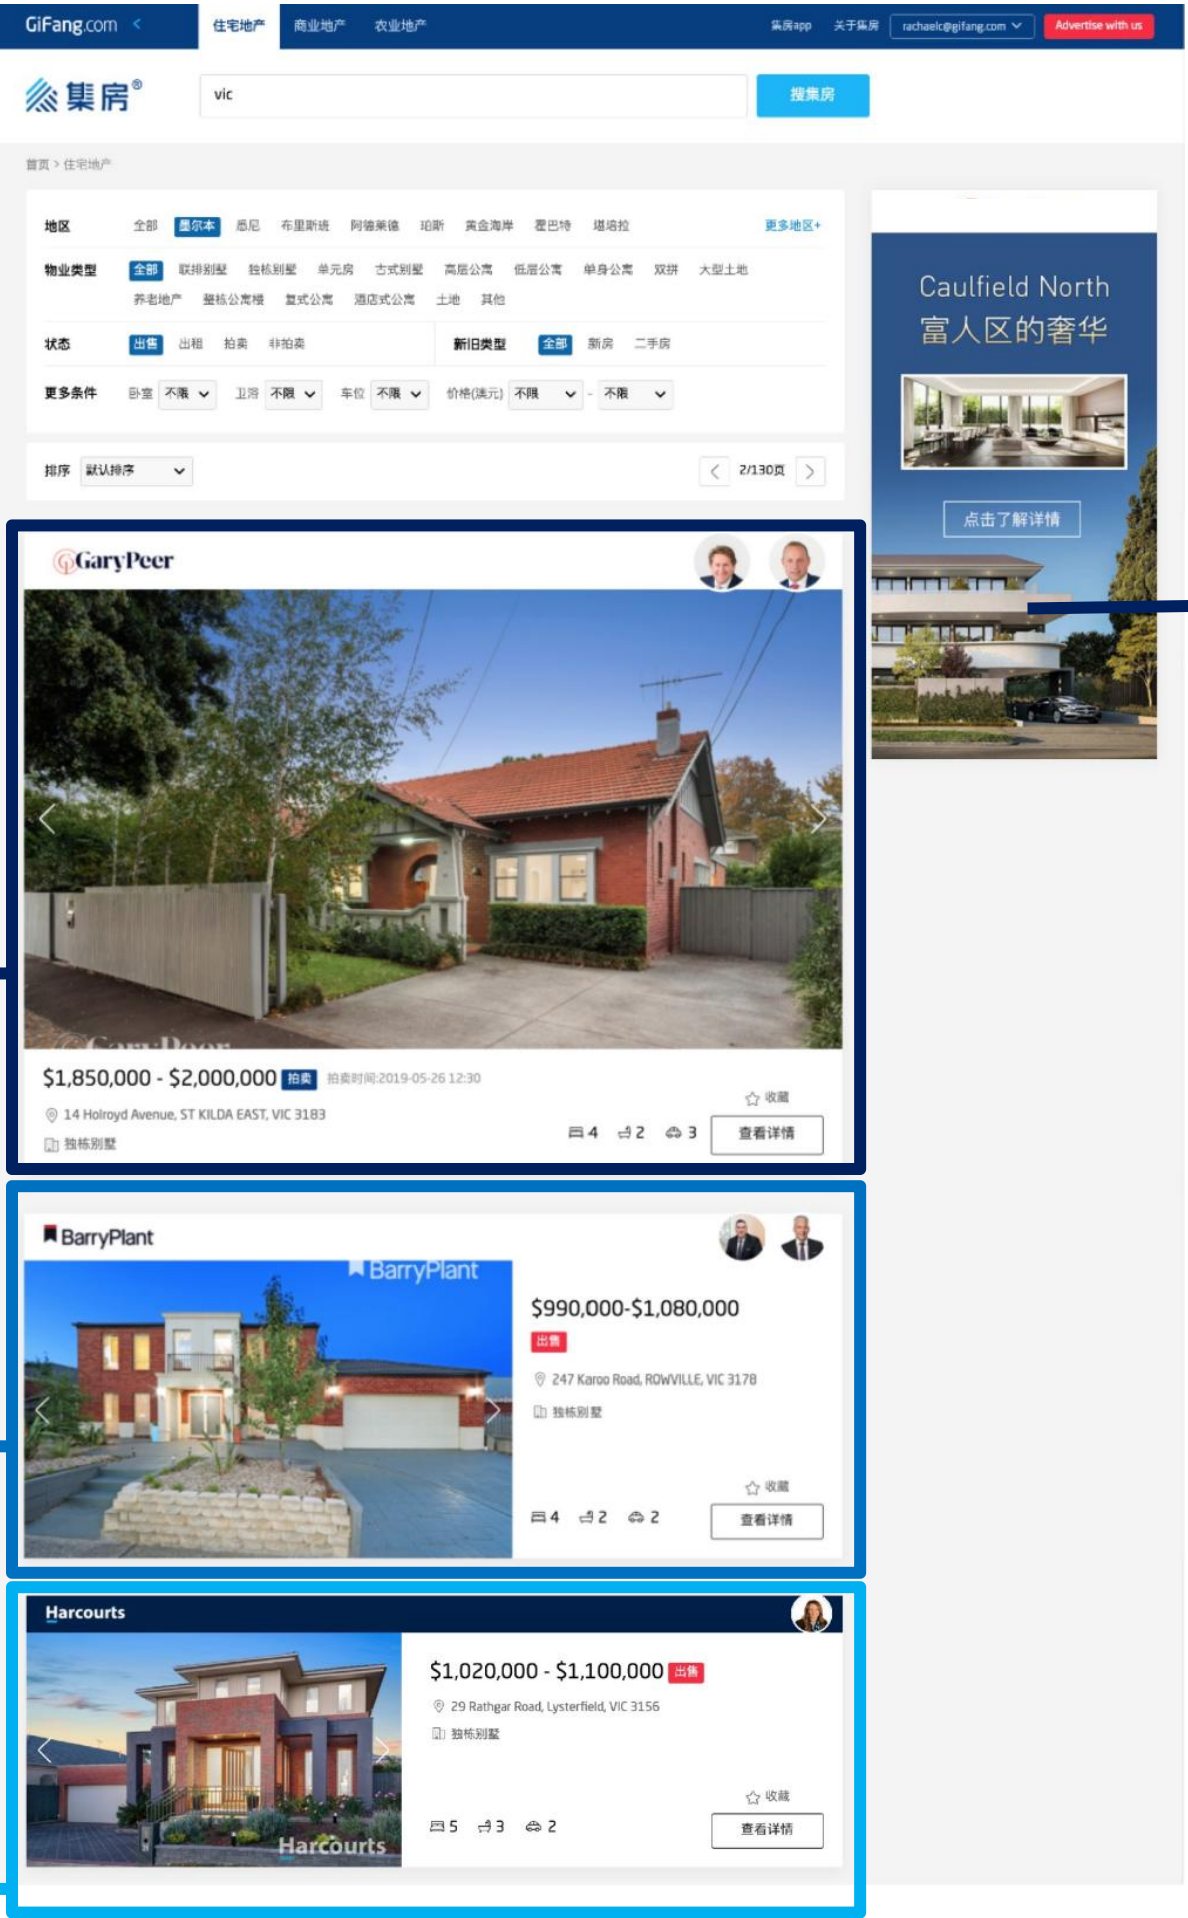 GiFang.com <
住宅地产
商业地产
农业地产
集房app
关于集房
rachaelc@gifang.com
Advertise with us
集房®
vic
搜集房
首页 > 住宅地产
地区 全部 墨尔本 悉尼 布里斯班 阿德莱德 珀斯 黄金海岸 霍巴特 堪培拉 更多地区+
物业类型 全部 联排别墅 独栋别墅 单元房 古式别墅 高层公寓 低层公寓 单身公寓 双拼 大型土地
养老地产 整栋公寓楼 复式公寓 酒店式公寓 土地 其他
状态 出售 出租 拍卖 非拍卖 新旧类型 全部 新房 二手房
更多条件 卧室 不限 卫浴 不限 车位 不限 价格(澳元) 不限 - 不限
排序 默认排序
2/130页
Caulfield North
富人区的奢华
点击了解详情
GaryPeer
GaryPeer
$1,850,000 - $2,000,000 拍卖 拍卖时间:2019-05-26 12:30
14 Holroyd Avenue, ST KILDA EAST, VIC 3183
独栋别墅
4 2 3
收藏
查看详情
BarryPlant
BarryPlant
$990,000-$1,080,000
出售
247 Karoo Road, ROWVILLE, VIC 3178
独栋别墅
收藏
4 2 2
查看详情
Harcourts
$1,020,000 - $1,100,000 出售
29 Rathgar Road, Lysterfield, VIC 3156
独栋别墅
收藏
5 3 2
查看详情
Harcourts